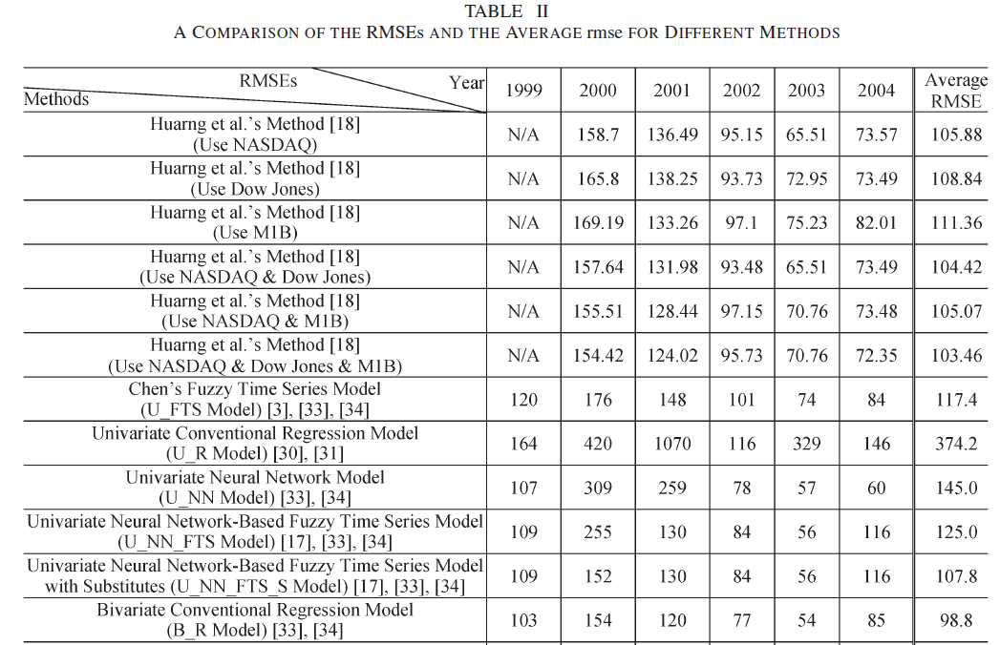 TABLE II
A COMPARISON OF THE RMSEs AND THE AVERAGE rmse FOR DIFFERENT METHODS
RMSEs Year Methods 1999 2000 2001 2002 2003 2004 Average RMSE
Huarng et al.'s Method [18]
(Use NASDAQ) N/A 158.7 136.49 95.15 65.51 73.57 105.88
Huarng et al.'s Method [18]
(Use Dow Jones) N/A 165.8 138.25 93.73 72.95 73.49 108.84
Huarng et al.'s Method [18]
(Use M1B) N/A 169.19 133.26 97.1 75.23 82.01 111.36
Huarng et al.'s Method [18]
(Use NASDAQ & Dow Jones) N/A 157.64 131.98 93.48 65.51 73.49 104.42
Huarng et al.'s Method [18]
(Use NASDAQ & M1B) N/A 155.51 128.44 97.15 70.76 73.48 105.07
Huarng et al.'s Method [18]
(Use NASDAQ & Dow Jones & M1B) N/A 154.42 124.02 95.73 70.76 72.35 103.46
Chen's Fuzzy Time Series Model
(U_FTS Model) [3], [33], [34] 120 176 148 101 74 84 117.4
Univariate Conventional Regression Model
(U_R Model) [30], [31] 164 420 1070 116 329 146 374.2
Univariate Neural Network Model
(U_NN Model) [33], [34] 107 309 259 78 57 60 145.0
Univariate Neural Network-Based Fuzzy Time Series Model
(U_NN_FTS Model) [17], [33], [34] 109 255 130 84 56 116 125.0
Univariate Neural Network-Based Fuzzy Time Series Model
with Substitutes (U_NN_FTS_S Model) [17], [33], [34] 109 152 130 84 56 116 107.8
Bivariate Conventional Regression Model
(B_R Model) [33], [34] 103 154 120 77 54 85 98.8